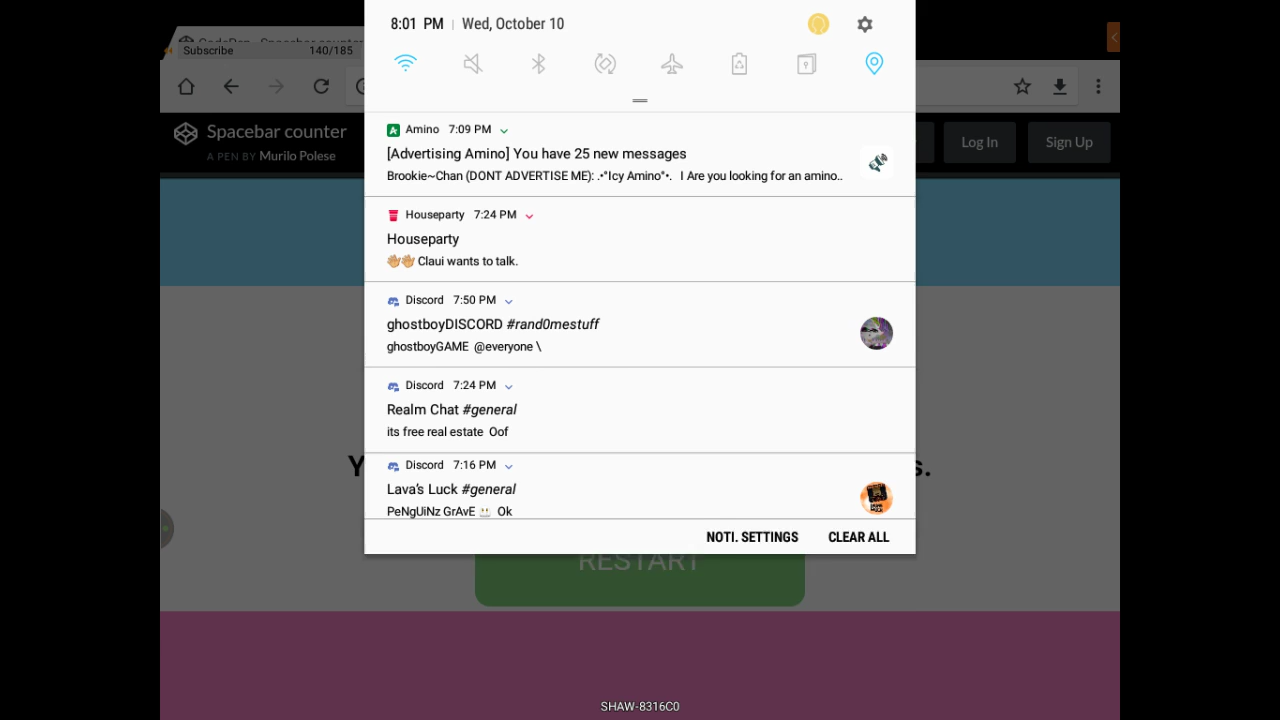 8:01 PM | Wed, October 10
Subscribe 140/185
Amino 7:09 PM
[Advertising Amino] You have 25 new messages
Brookie~Chan (DONT ADVERTISE ME): .•°Icy Amino°•. I Are you looking for an amino..
Spacebar counter
A PEN BY Murilo Polese
Log In
Sign Up
Houseparty 7:24 PM
Houseparty
👋🏼👋🏼 Claui wants to talk.
Discord 7:50 PM
ghostboyDISCORD #rand0mestuff
ghostboyGAME @everyone \
Discord 7:24 PM
Realm Chat #general
its free real estate Oof
Discord 7:16 PM
Lava's Luck #general
PeNgUiNz GrAvE Ok
NOTI. SETTINGS CLEAR ALL
RESTART
SHAW-8316C0